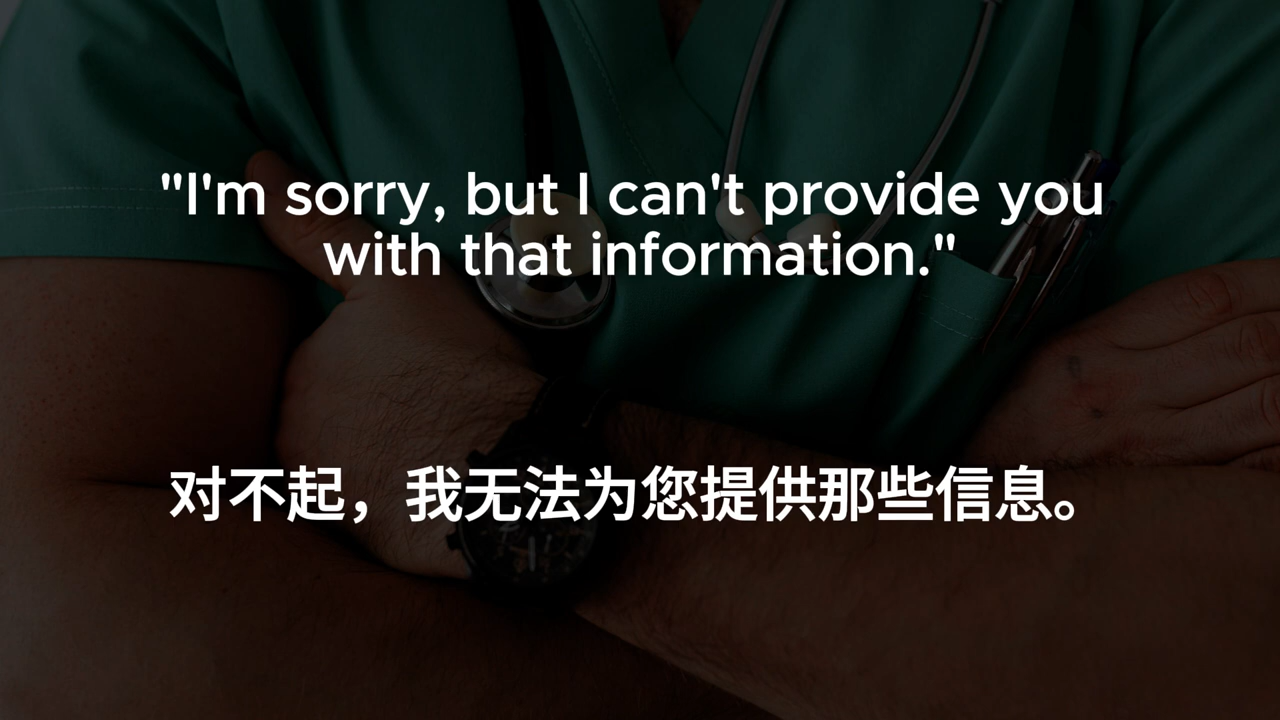 "I'm sorry, but I can't provide you
with that information."
对不起，我无法为您提供那些信息。